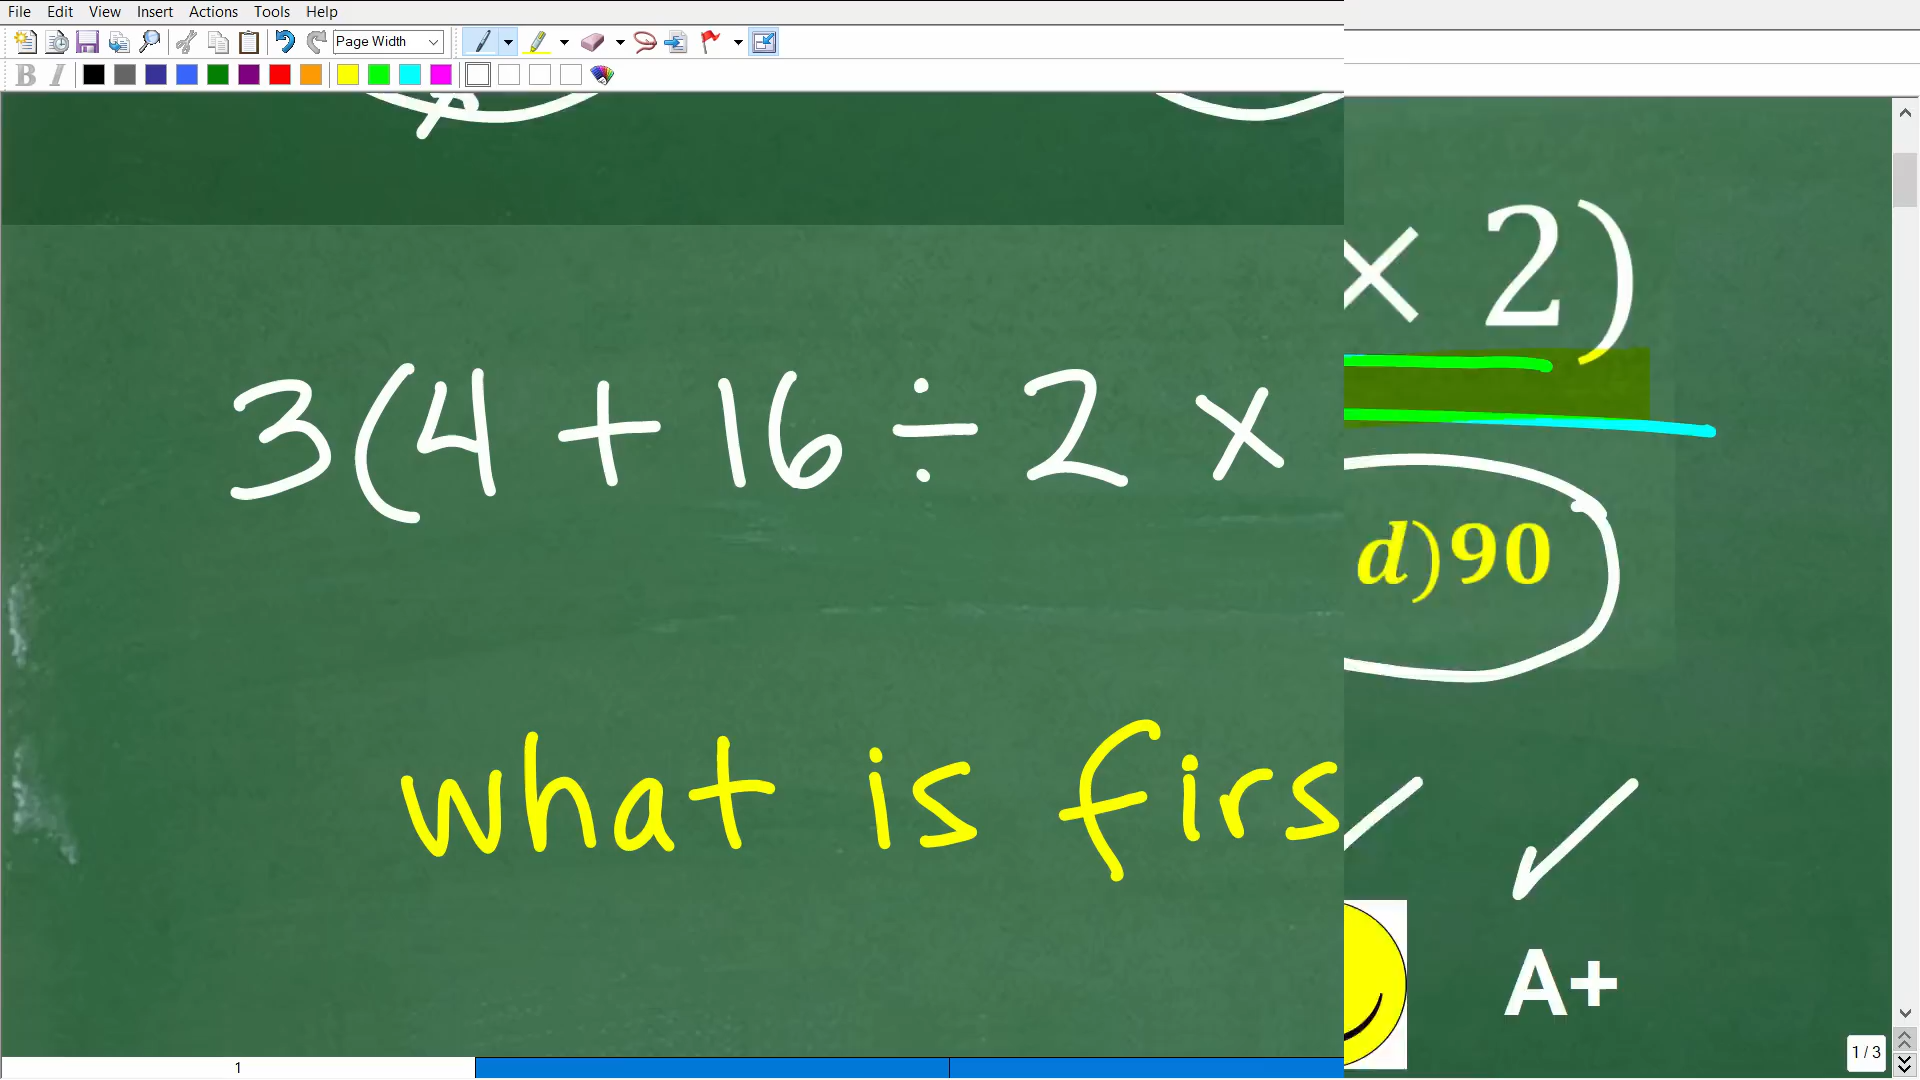 File Edit View Insert Actions Tools Help
Page Width
B I
× 2)
3(4 + 16 ÷ 2 ×
d)90
what is firs
A+
1 / 3
1